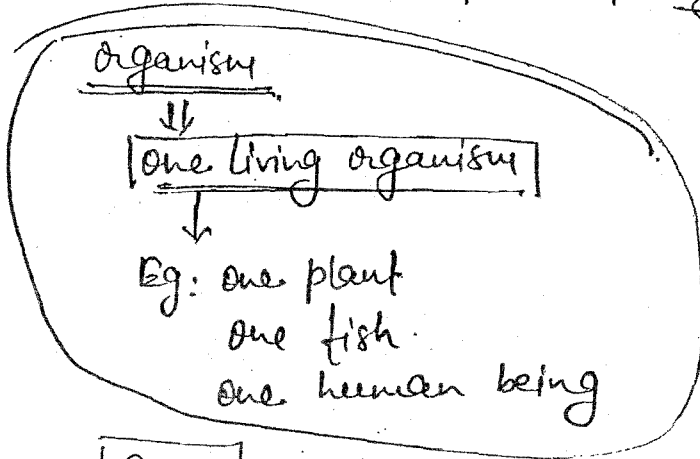 organism
one living organism
Eg: one plant
one fish.
one human being